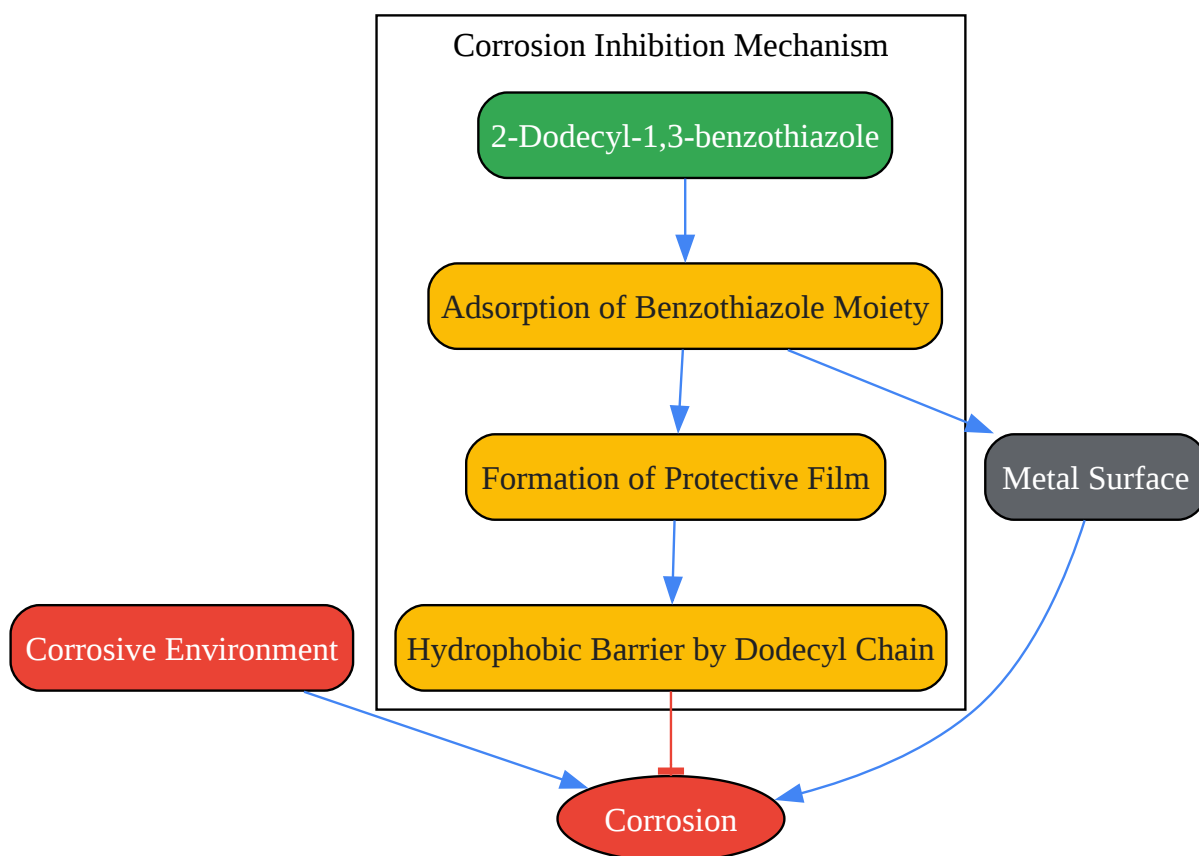 Corrosion Inhibition Mechanism
2-Dodecyl-1,3-benzothiazole
Adsorption of Benzothiazole Moiety
Formation of Protective Film
Metal Surface
Corrosive Environment
Hydrophobic Barrier by Dodecyl Chain
Corrosion